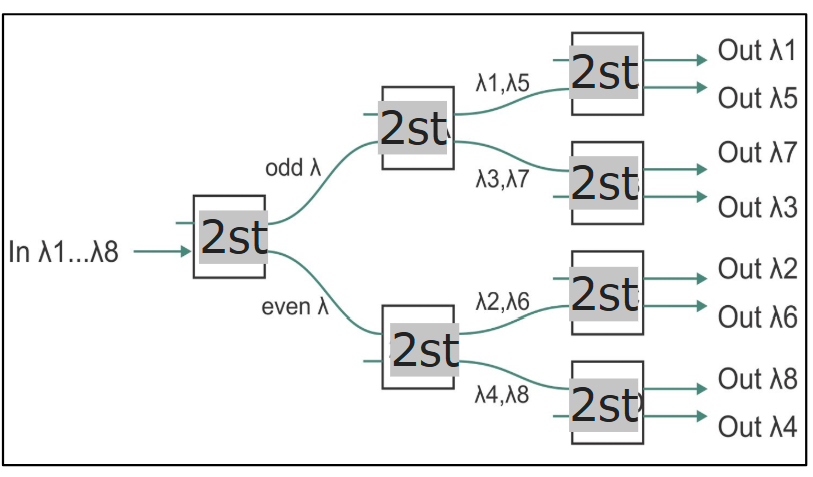 In λ1...λ8
2st
odd λ
even λ
2st
λ1,λ5
λ3,λ7
2st
λ2,λ6
λ4,λ8
2st
Out λ1
Out λ5
2st
Out λ7
Out λ3
2st
Out λ2
Out λ6
2st
Out λ8
Out λ4